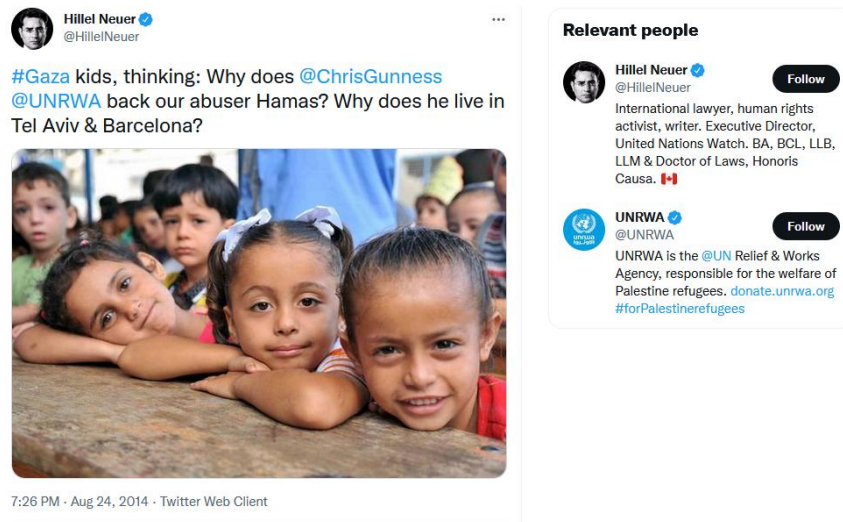 Hillel Neuer
@HillelNeuer
#Gaza kids, thinking: Why does @ChrisGunness
@UNRWA back our abuser Hamas? Why does he live in
Tel Aviv & Barcelona?
7:26 PM · Aug 24, 2014 · Twitter Web Client
Relevant people
Hillel Neuer
@HillelNeuer
Follow
International lawyer, human rights
activist, writer. Executive Director,
United Nations Watch. BA, BCL, LLB,
LLM & Doctor of Laws, Honoris
Causa. 🇨🇦
unrwa
الأونروا
UNRWA
@UNRWA
Follow
UNRWA is the @UN Relief & Works
Agency, responsible for the welfare of
Palestine refugees. donate.unrwa.org
#forPalestinerefugees